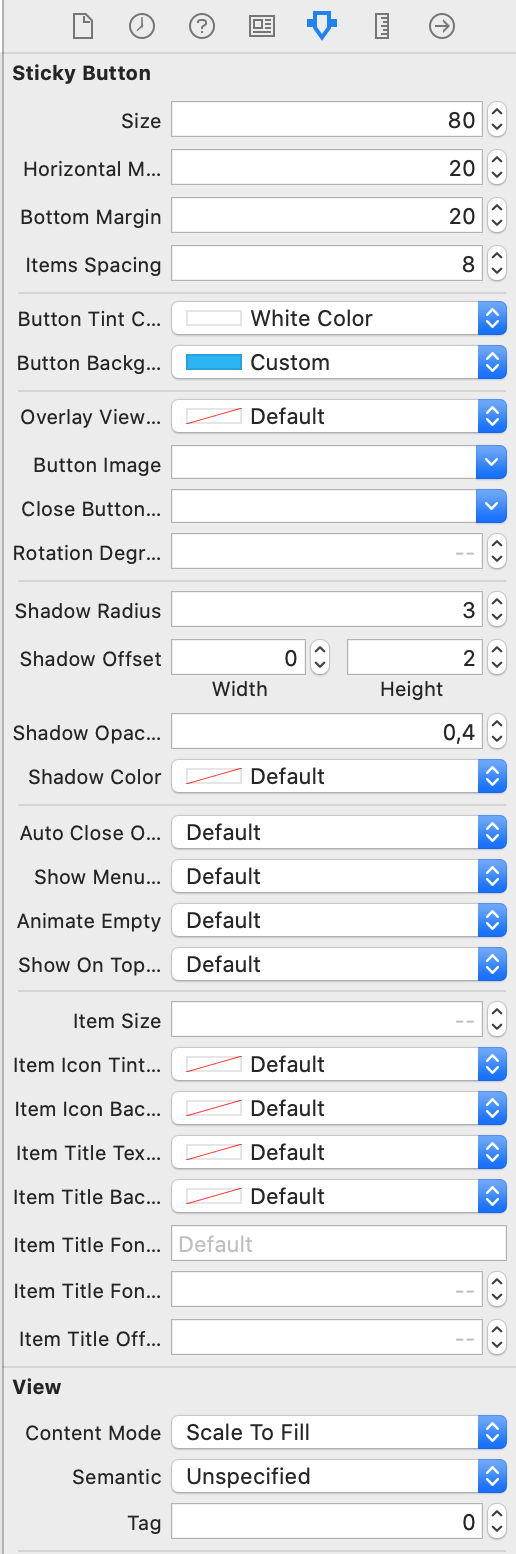 Sticky Button
Size 80
Horizontal M... 20
Bottom Margin 20
Items Spacing 8
Button Tint C... White Color
Button Backg... Custom
Overlay View... Default
Button Image
Close Button...
Rotation Degr... --
Shadow Radius 3
Shadow Offset 0 2
Width Height
Shadow Opac... 0,4
Shadow Color Default
Auto Close O... Default
Show Menu... Default
Animate Empty Default
Show On Top... Default
Item Size --
Item Icon Tint... Default
Item Icon Bac... Default
Item Title Tex... Default
Item Title Bac... Default
Item Title Fon... Default
Item Title Fon... --
Item Title Off... --
View
Content Mode Scale To Fill
Semantic Unspecified
Tag 0